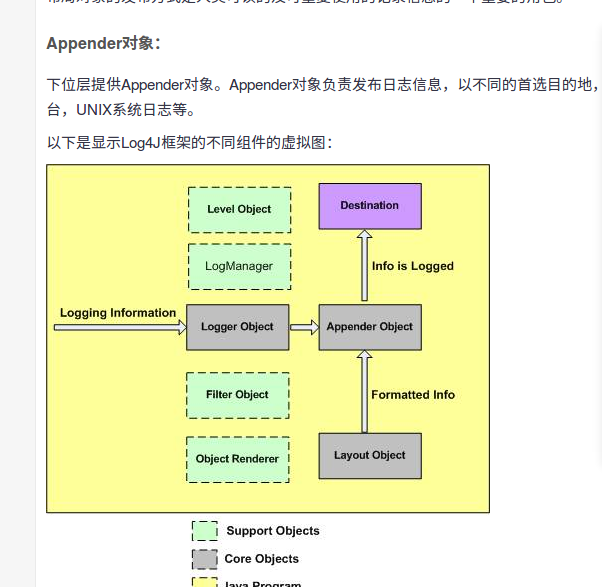 Appender对象：
下位层提供Appender对象。Appender对象负责发布日志信息，以不同的首选目的地，
台，UNIX系统日志等。
以下是显示Log4J框架的不同组件的虚拟图：
Level Object
Destination
LogManager
Info is Logged
Logging Information
Logger Object
Appender Object
Filter Object
Formatted Info
Object Renderer
Layout Object
Support Objects
Core Objects
Java Program